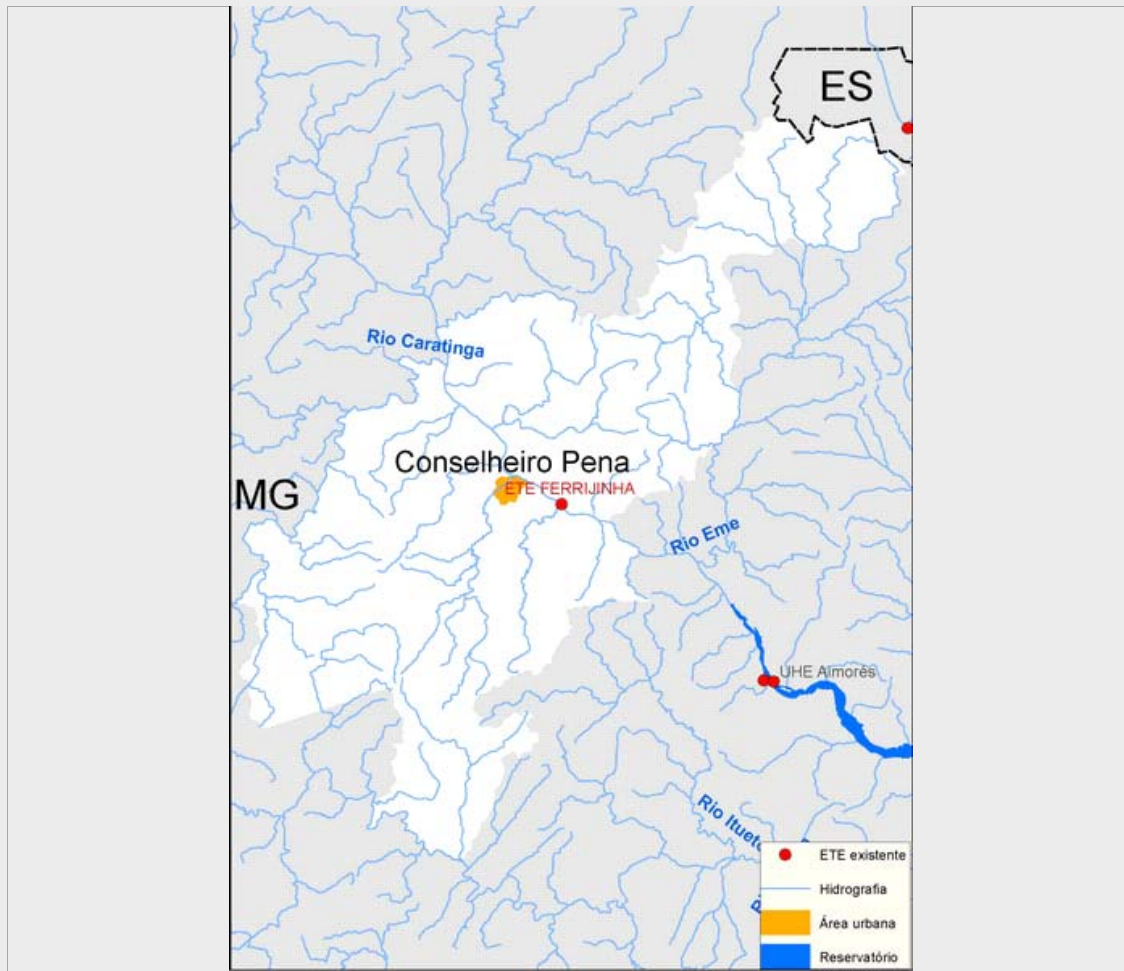 ES
Rio Caratinga
Conselheiro Pena
ETE FERRIJINHA
MG
Rio Eme
UHE Aimorés
Rio Itueto
ETE existente
Hidrografia
Área urbana
Reservatório